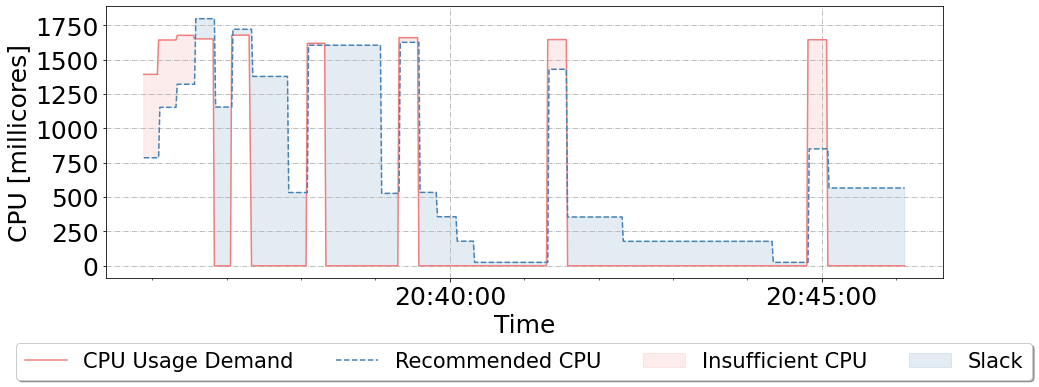 CPU [millicores]
1750
1500
1250
1000
750
500
250
0
20:40:00
20:45:00
Time
CPU Usage Demand
Recommended CPU
Insufficient CPU
Slack